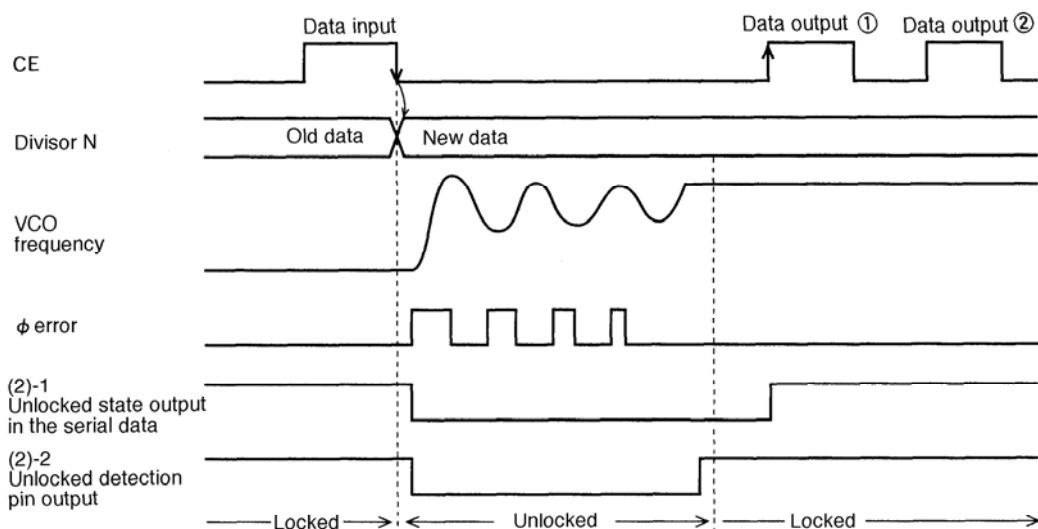 Data input
Data output ①
Data output ②
CE
Divisor N
Old data
New data
VCO
frequency
ϕ error
(2)-1
Unlocked state output
in the serial data
(2)-2
Unlocked detection
pin output
Locked
Unlocked
Locked